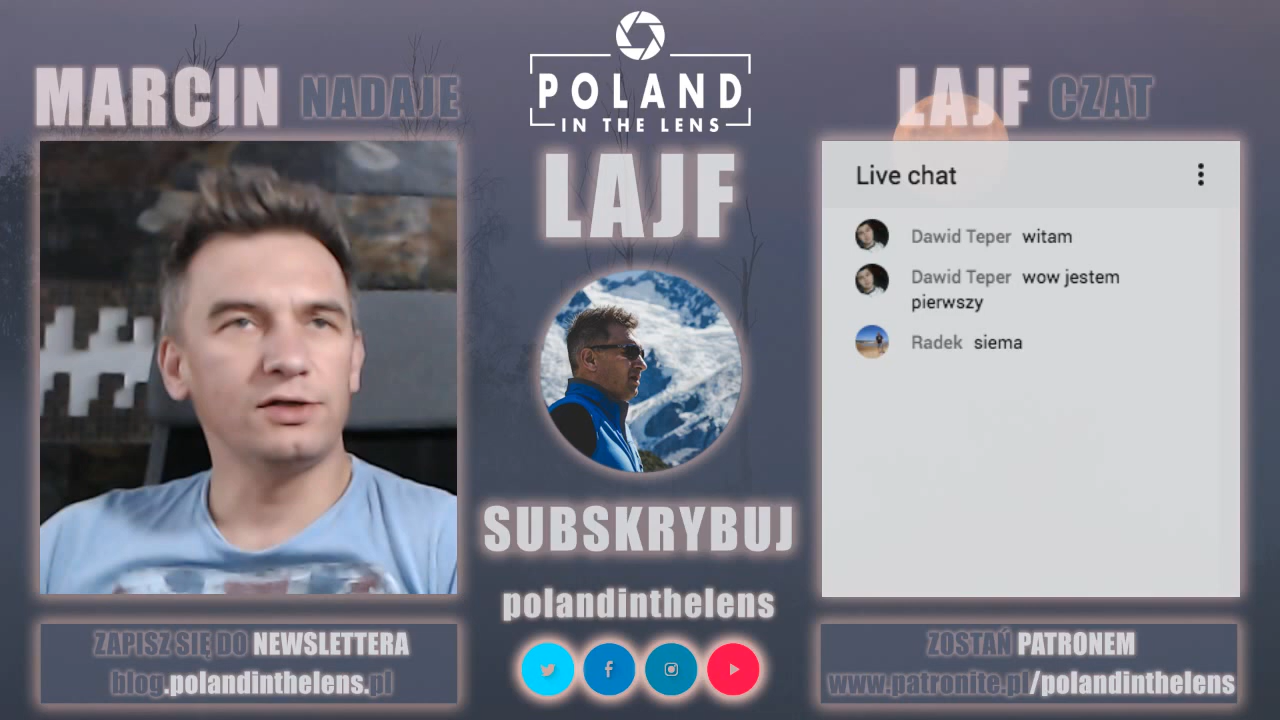 MARCIN NADAJE
POLAND
IN THE LENS
LAJF
SUBSKRYBUJ
polandinthelens
LAJF CZAT
Live chat
Dawid Teper witam
Dawid Teper wow jestem
pierwszy
Radek siema
ZAPISZ SIĘ DO NEWSLETTERA
blog.polandinthelens.pl
ZOSTAŃ PATRONEM
www.patronite.pl/polandinthelens